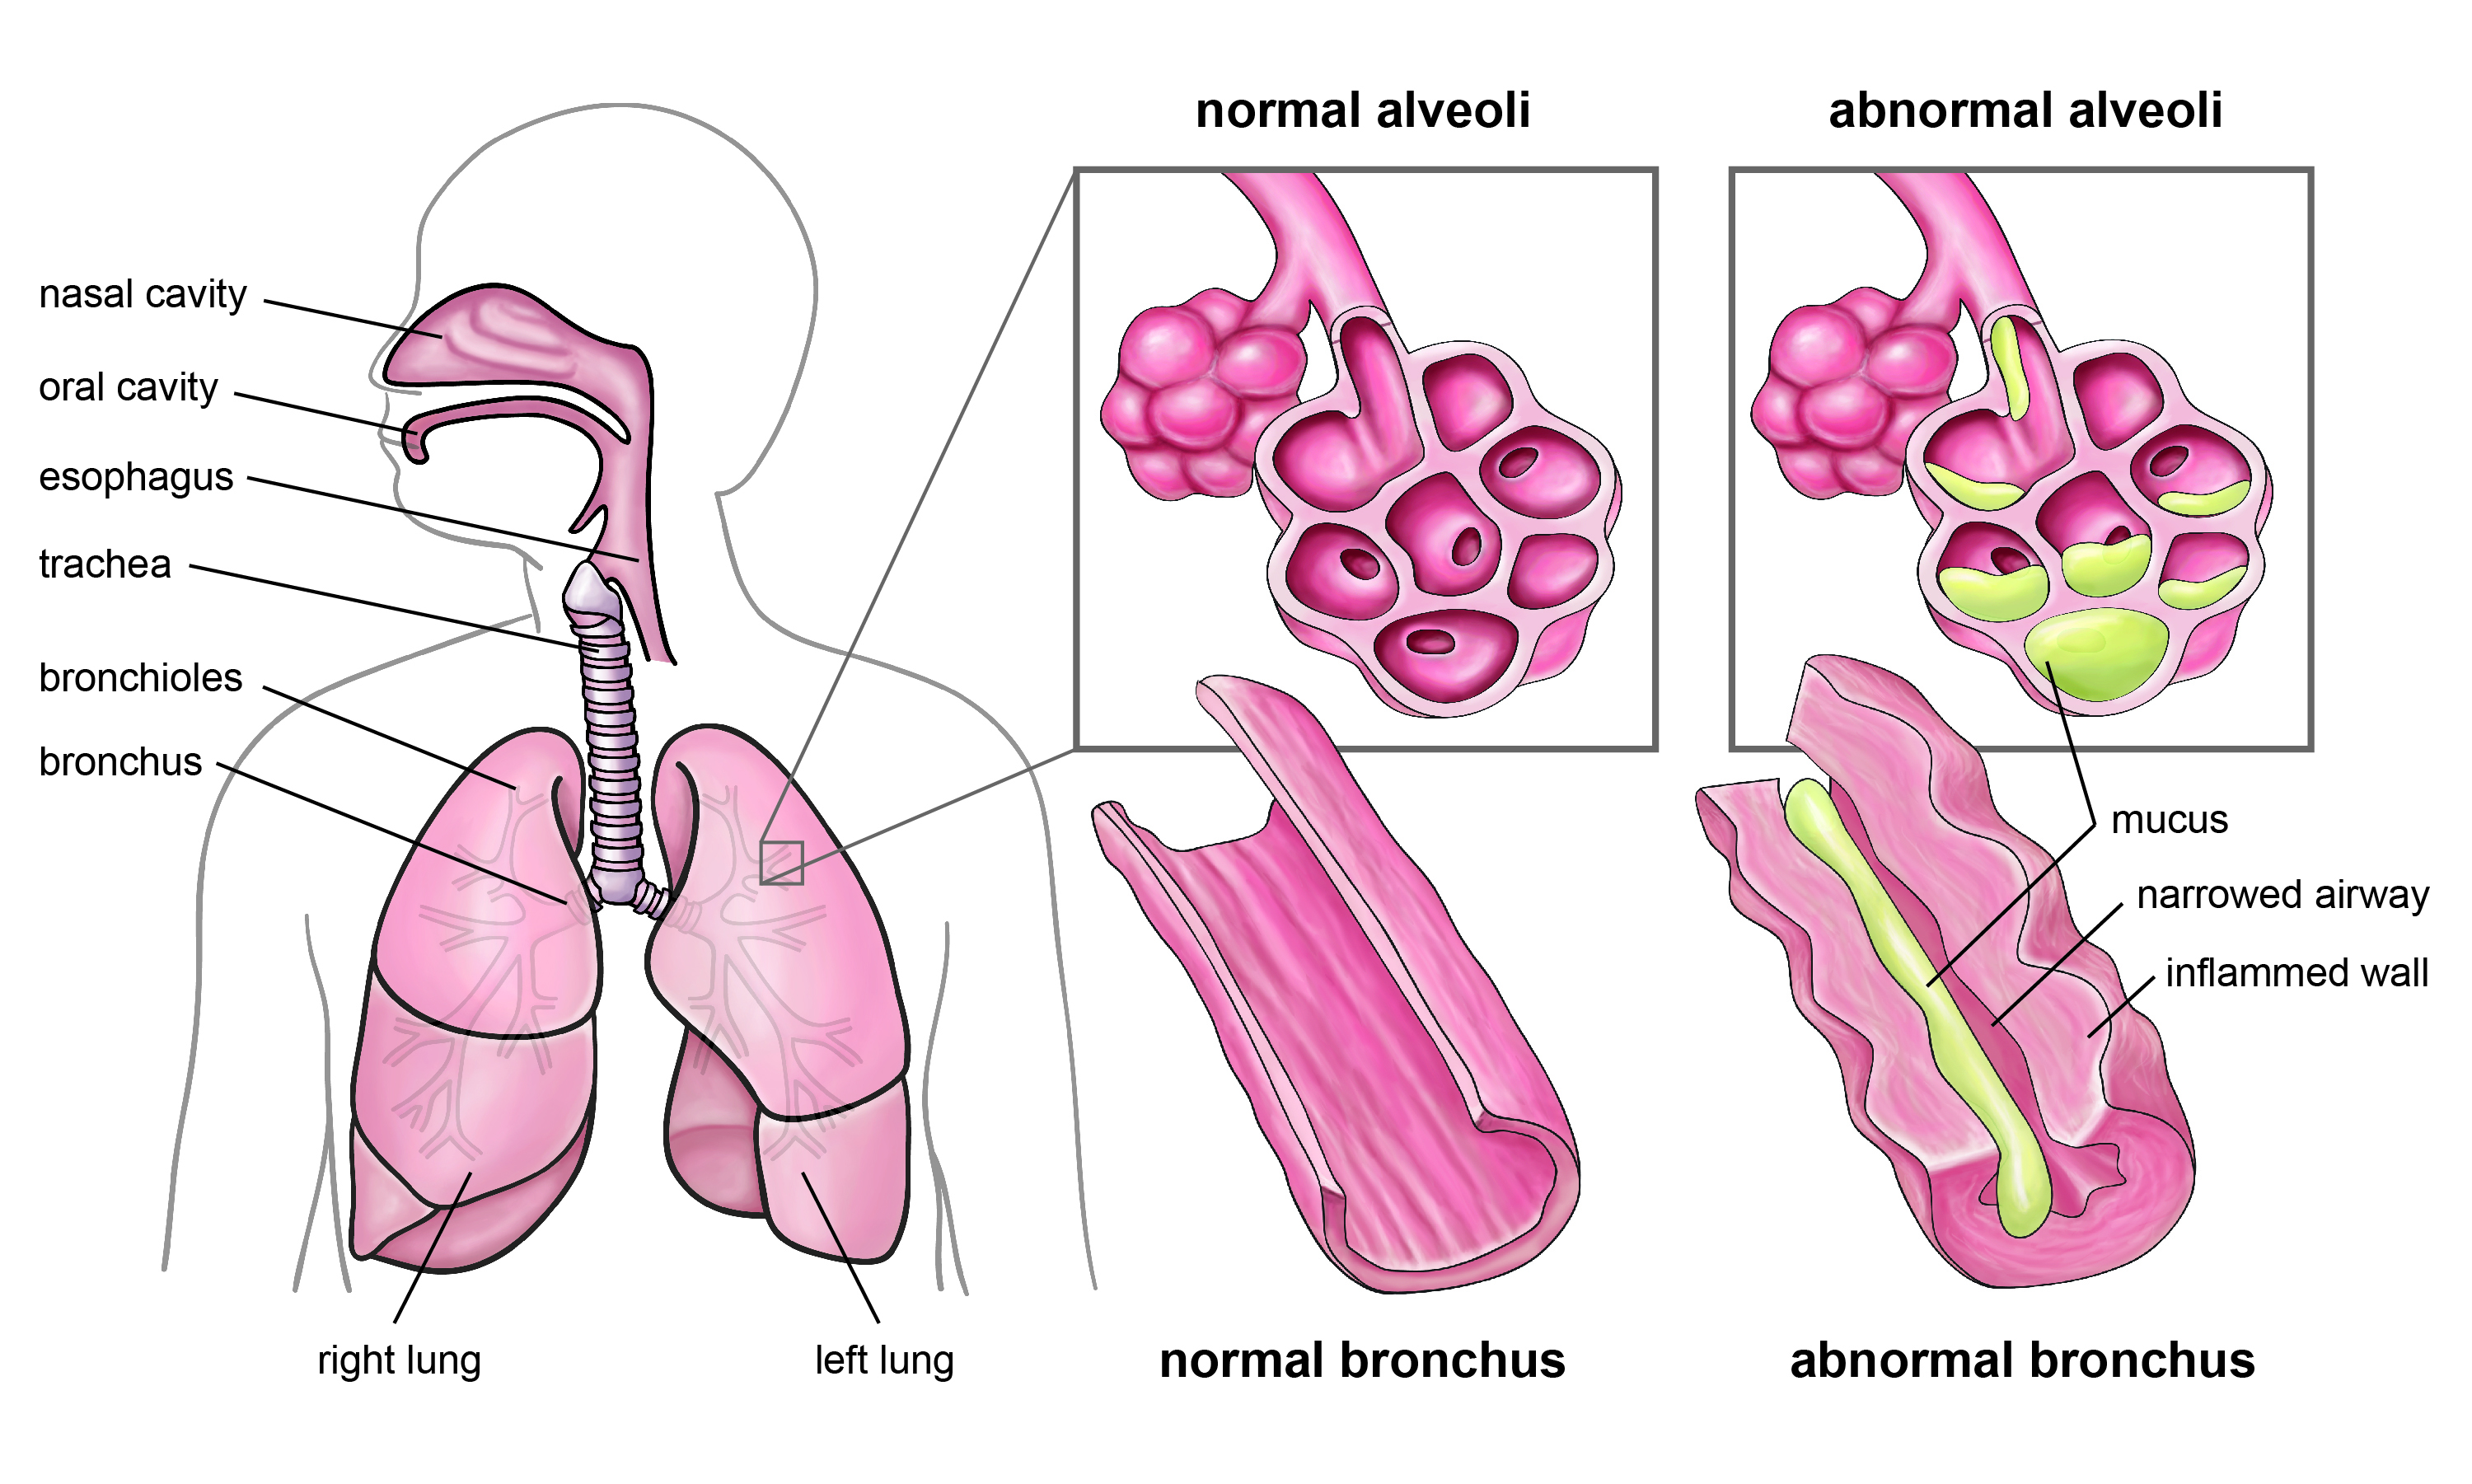 normal alveoli
abnormal alveoli
nasal cavity
oral cavity
esophagus
trachea
bronchioles
bronchus
mucus
narrowed airway
inflammed wall
right lung
left lung
normal bronchus
abnormal bronchus